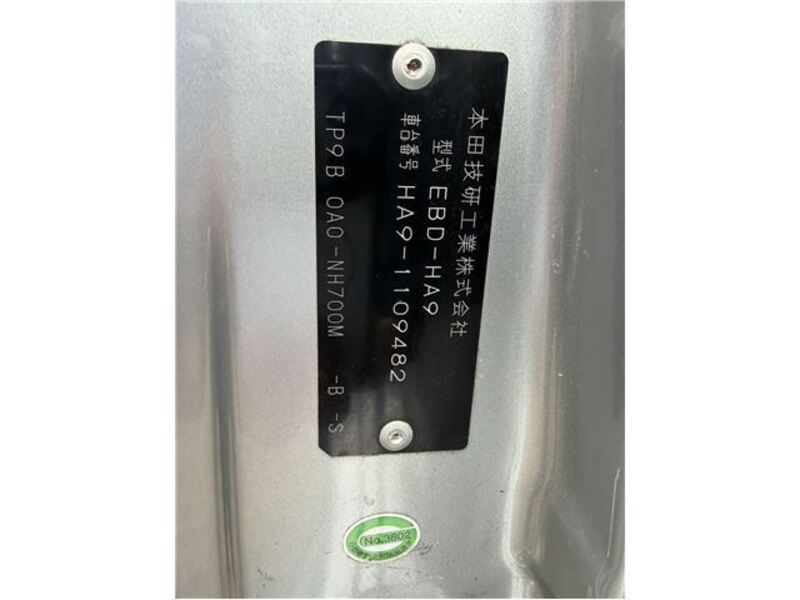 本田技研工業株式会社
型式 EBD-HA9
車台番号 HA9-1109482
TP9B 0A0-NH700M -B -S
No.3602